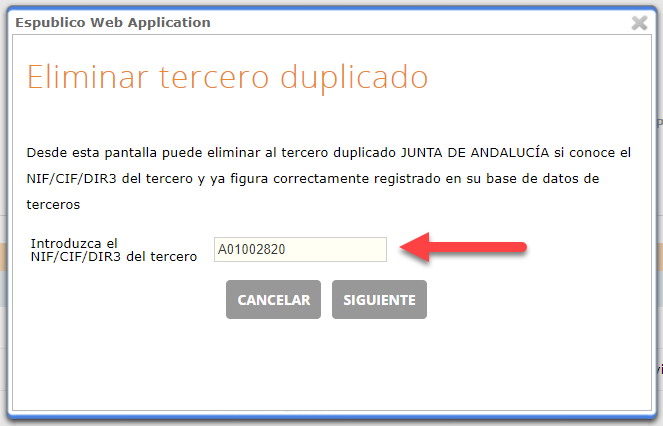 Espublico Web Application
Eliminar tercero duplicado
Desde esta pantalla puede eliminar al tercero duplicado JUNTA DE ANDALUCÍA si conoce el
NIF/CIF/DIR3 del tercero y ya figura correctamente registrado en su base de datos de
terceros
Introduzca el
NIF/CIF/DIR3 del tercero
A01002820
CANCELAR
SIGUIENTE